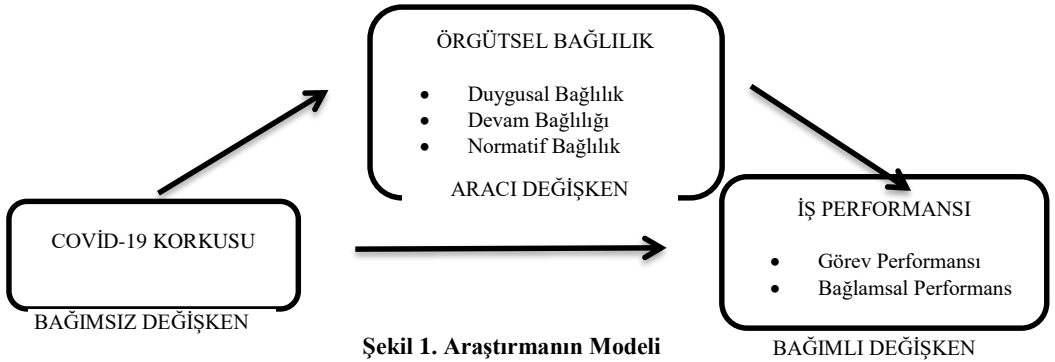 ÖRGÜTSEL BAĞLILIK
• Duygusal Bağlılık
• Devam Bağlılığı
• Normatif Bağlılık
ARACI DEĞİŞKEN
COVİD-19 KORKUSU
BAĞIMSIZ DEĞİŞKEN
İŞ PERFORMANSI
• Görev Performansı
• Bağlamsal Performans
BAĞIMLI DEĞİŞKEN
Şekil 1. Araştırmanın Modeli